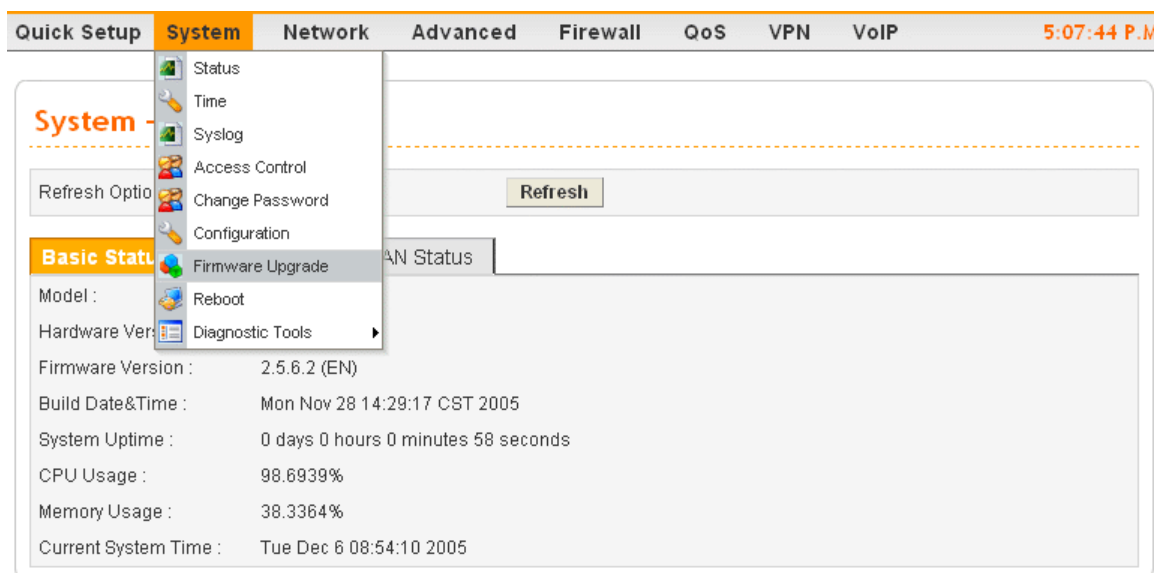 Quick Setup System Network Advanced Firewall QoS VPN VoIP 5:07:44 P.M
Status
Time
System -
Syslog
Access Control
Refresh Optio Refresh
Change Password
Configuration
Basic Statu AN Status
Firmware Upgrade
Model :
Reboot
Hardware Ver
Diagnostic Tools
Firmware Version : 2.5.6.2 (EN)
Build Date&Time : Mon Nov 28 14:29:17 CST 2005
System Uptime : 0 days 0 hours 0 minutes 58 seconds
CPU Usage : 98.6939%
Memory Usage : 38.3364%
Current System Time : Tue Dec 6 08:54:10 2005